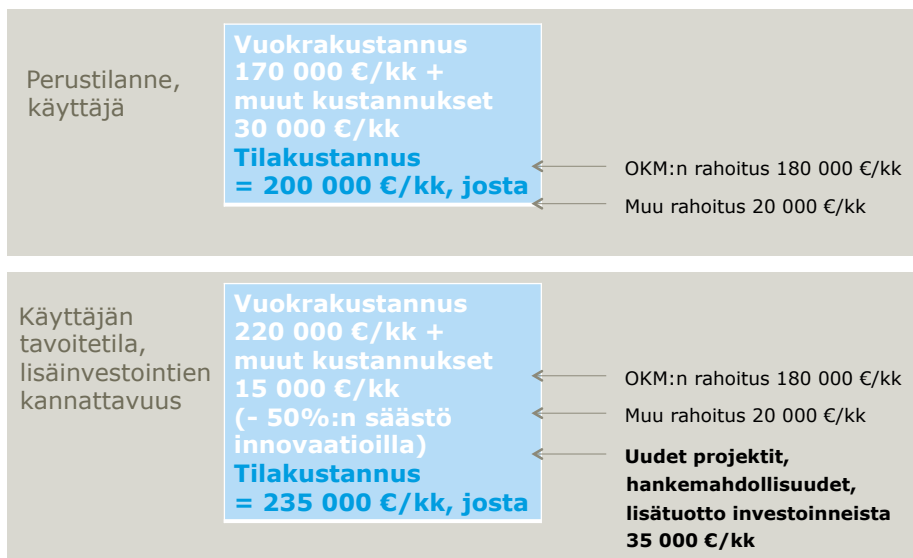 Perustilanne,
käyttäjä
Vuokrakustannus
170 000 €/kk +
muut kustannukset
30 000 €/kk
Tilakustannus
= 200 000 €/kk, josta
OKM:n rahoitus 180 000 €/kk
Muu rahoitus 20 000 €/kk
Käyttäjän
tavoitetila,
lisäinvestointien
kannattavuus
Vuokrakustannus
220 000 €/kk +
muut kustannukset
15 000 €/kk
(- 50%:n säästö
innovaatioilla)
Tilakustannus
= 235 000 €/kk, josta
OKM:n rahoitus 180 000 €/kk
Muu rahoitus 20 000 €/kk
Uudet projektit,
hankemahdollisuudet,
lisätuotto investoinneista
35 000 €/kk